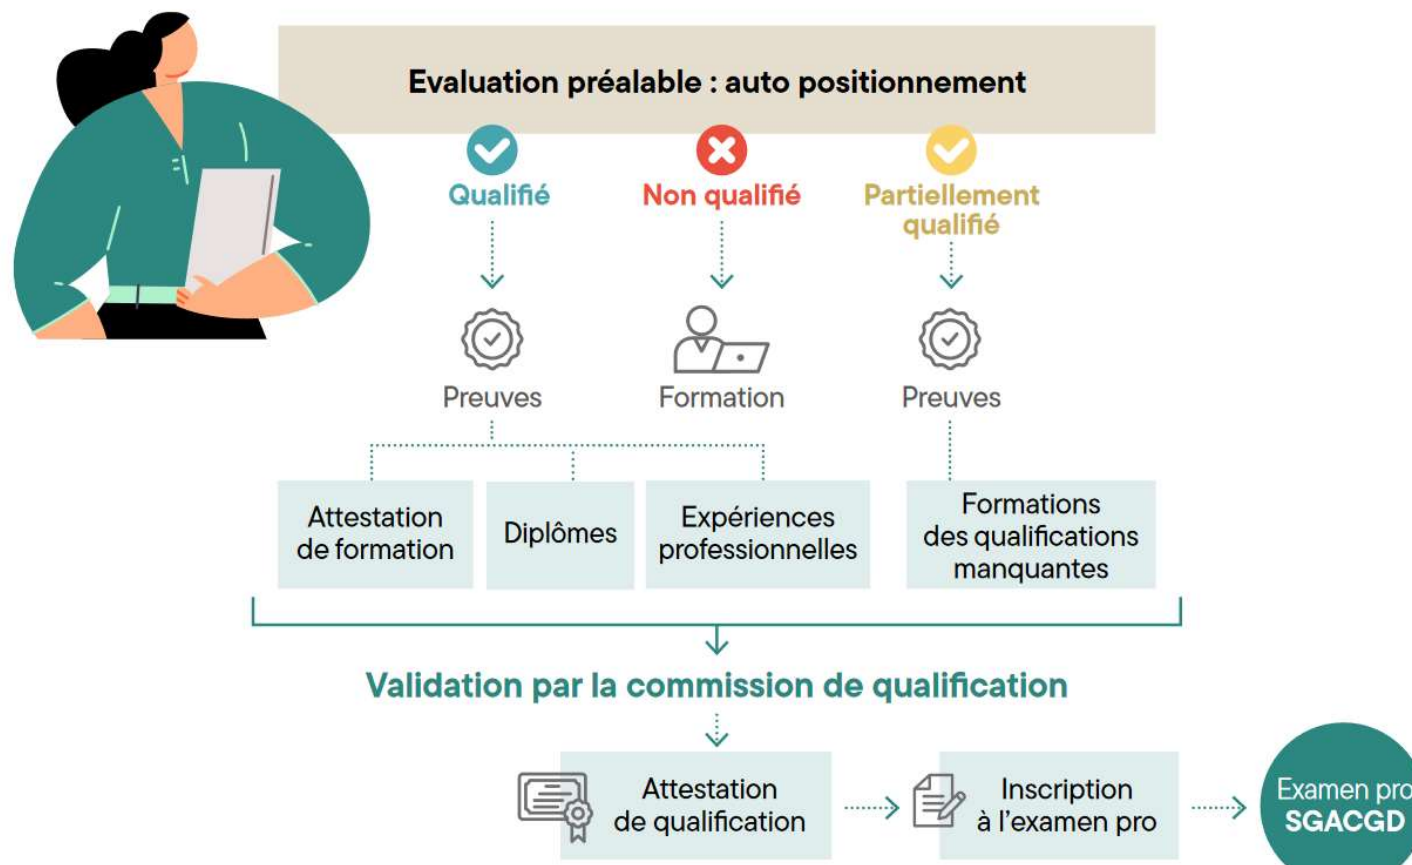 Evaluation préalable : auto positionnement
Qualifié
Non qualifié
Partiellement
qualifié
Preuves
Formation
Preuves
Attestation
de formation
Diplômes
Expériences
professionnelles
Formations
des qualifications
manquantes
Validation par la commission de qualification
Attestation
de qualification
Inscription
à l'examen pro
Examen pro
SGACGD